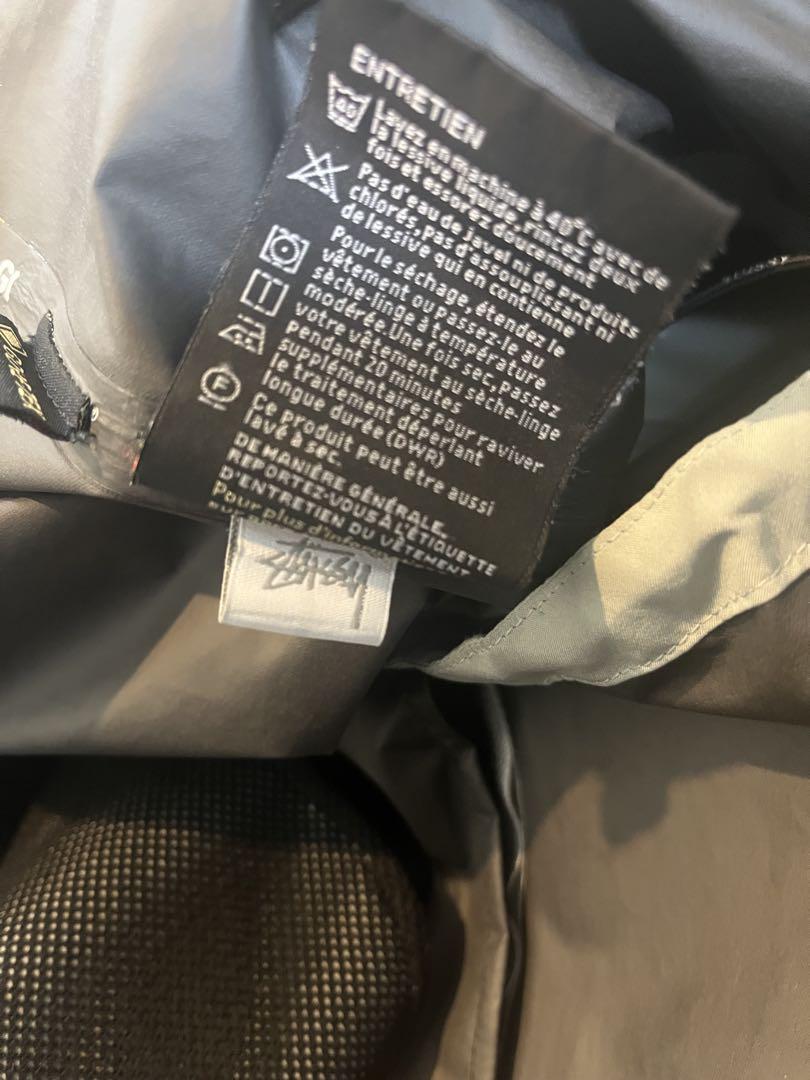 ENTRETIEN
40
Lavez en machine à 40°C avec de
la lessive liquide, rincez deux
fois et essorez doucement
Pas d'eau de javel ni de produits
chlorés, Pas d'assouplissant ni
de lessive qui en contienne
Pour le séchage, étendez le
vêtement ou passez-le au
sèche-linge à température
modérée. Une fois sec, passez
votre vêtement au sèche-linge
pendant 20 minutes
supplémentaires pour raviver
le traitement déperlant
longue durée (DWR)
F
Ce produit peut être aussi
lavé à sec.
DE MANIÈRE GÉNÉRALE,
REPORTEZ-VOUS À L'ÉTIQUETTE
D'ENTRETIEN DU VÊTEMENT
Pour plus d'infor
Stüssy